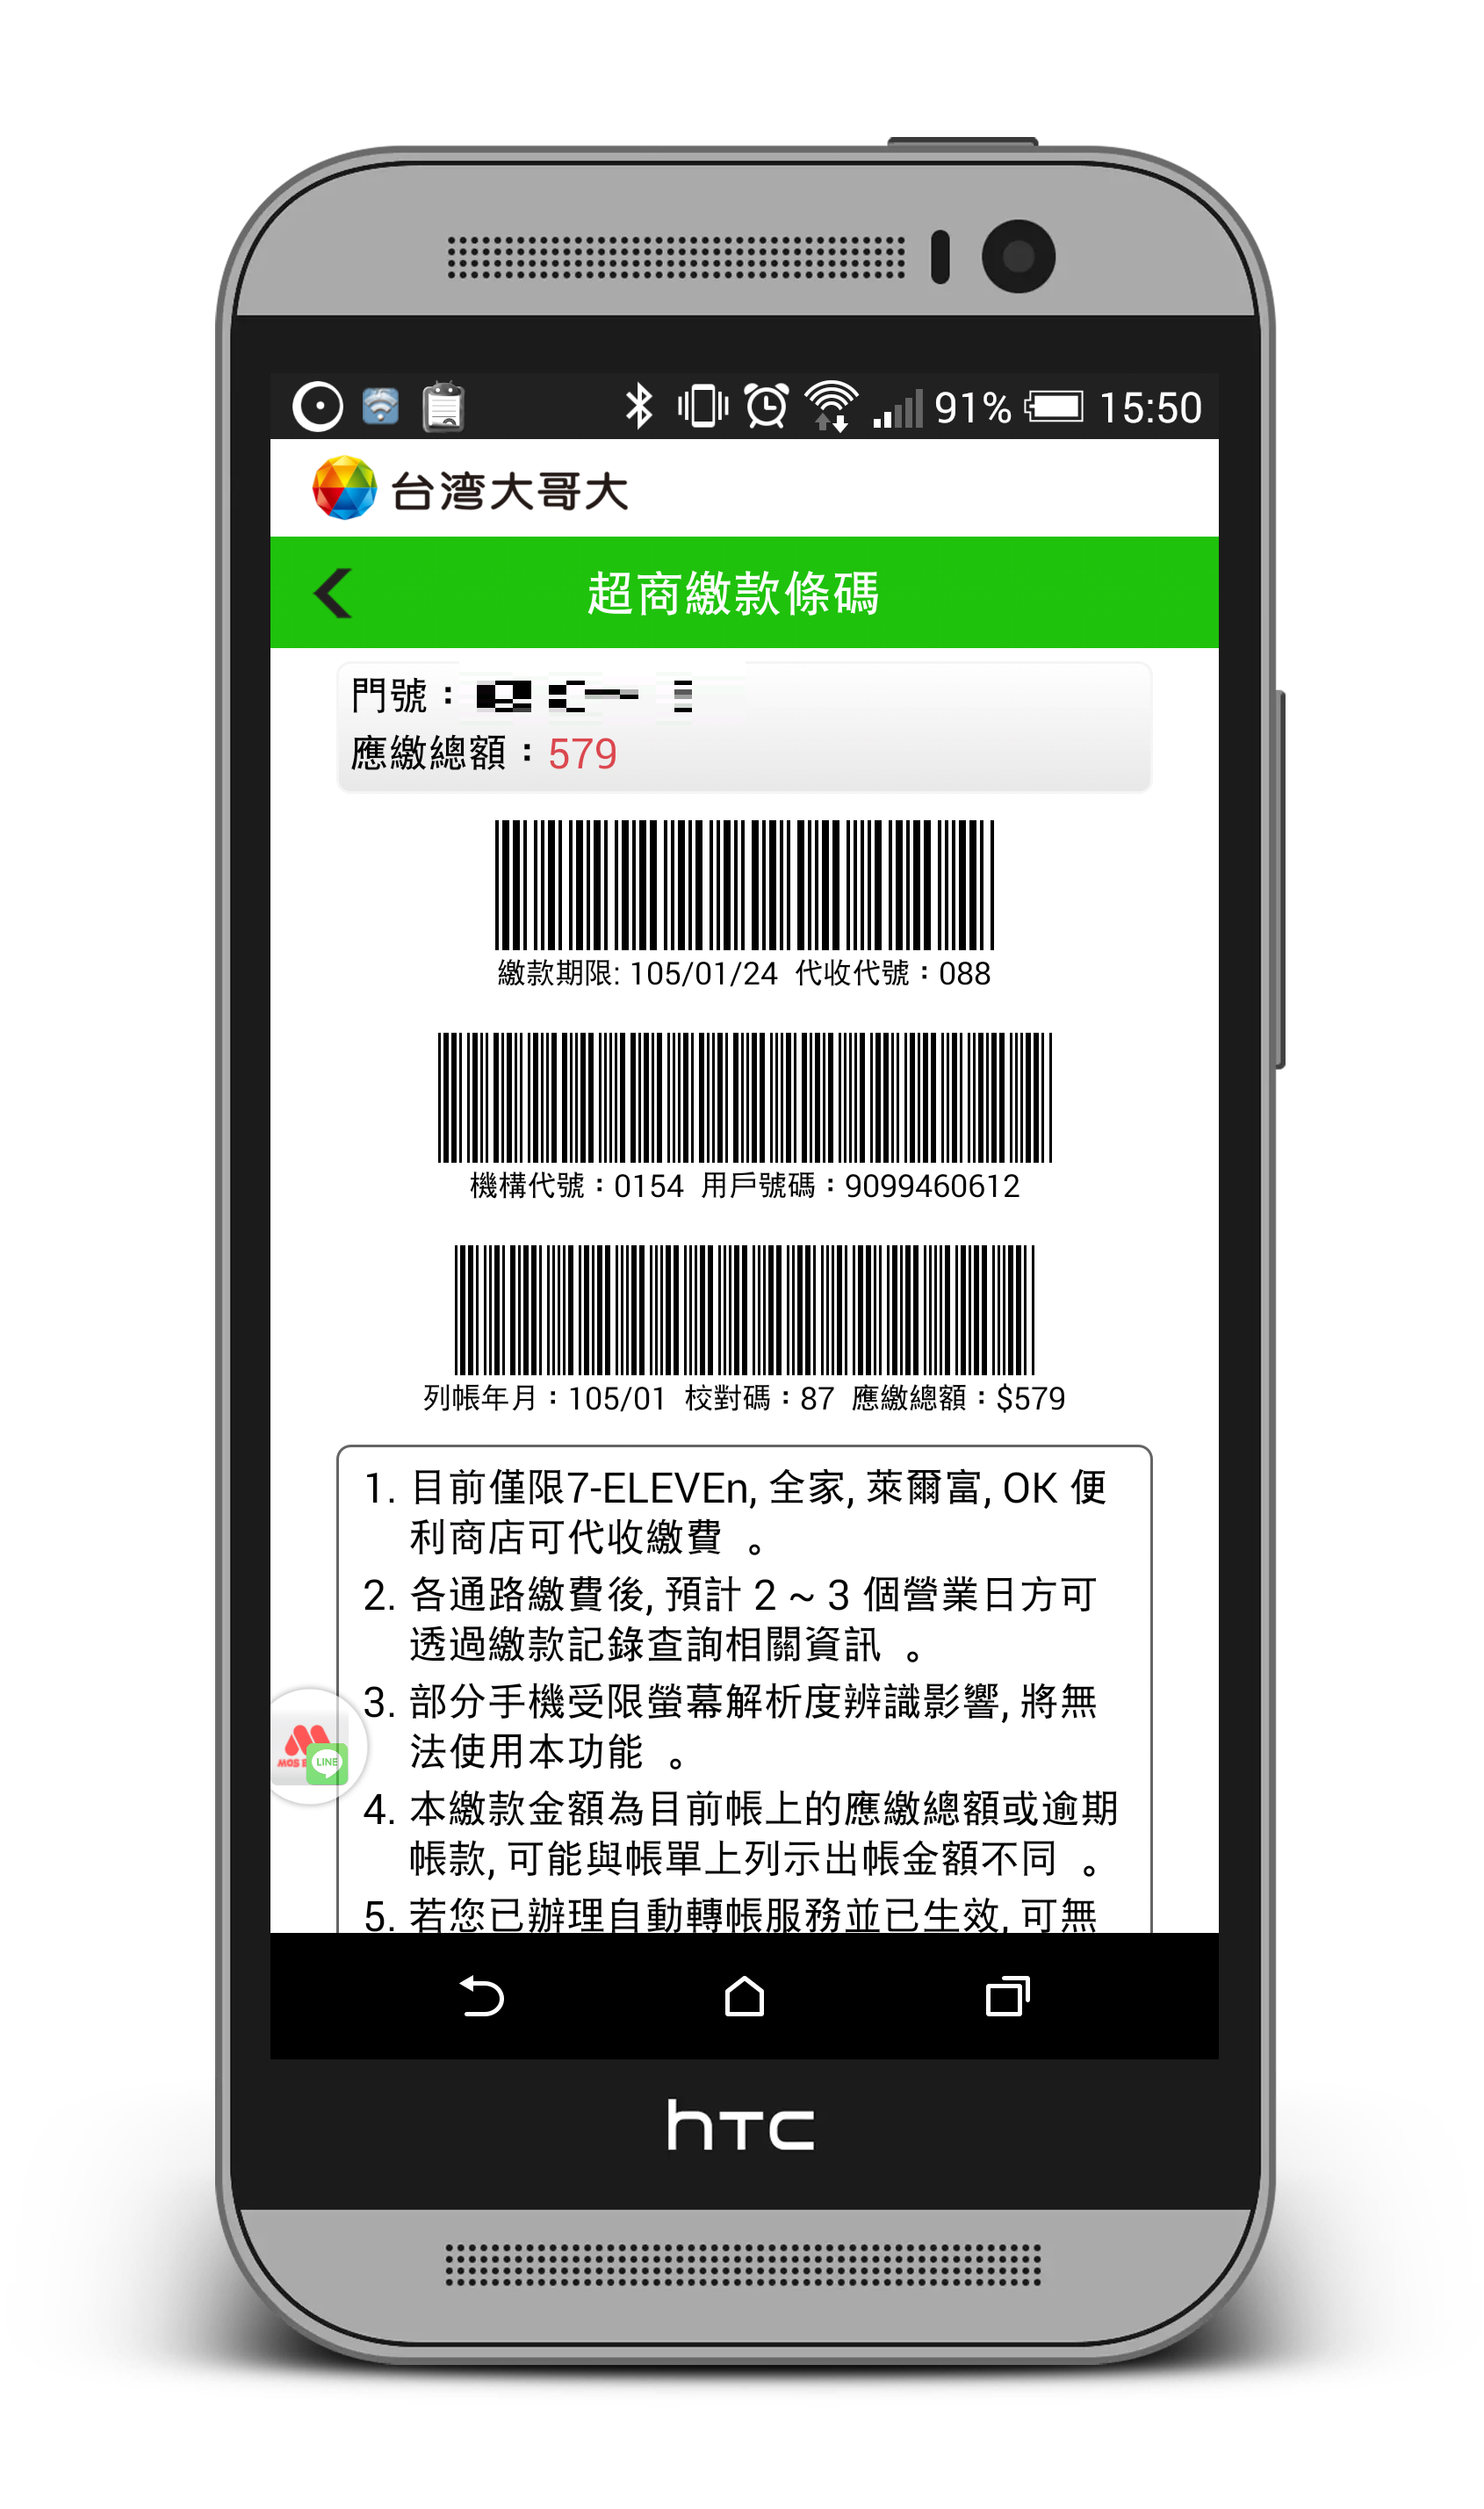 91% 15:50
台湾大哥大
超商繳款條碼
門號：
應繳總額：579
繳款期限: 105/01/24 代收代號：088
機構代號：0154 用戶號碼：9099460612
列帳年月：105/01 校對碼：87 應繳總額：$579
1. 目前僅限7-ELEVEn, 全家, 萊爾富, OK 便
利商店可代收繳費 。
2. 各通路繳費後, 預計 2 ~ 3 個營業日方可
透過繳款記錄查詢相關資訊 。
3. 部分手機受限螢幕解析度辨識影響, 將無
法使用本功能 。
MOS
LINE
4. 本繳款金額為目前帳上的應繳總額或逾期
帳款, 可能與帳單上列示出帳金額不同 。
5. 若您已辦理自動轉帳服務並已生效, 可無
hTC